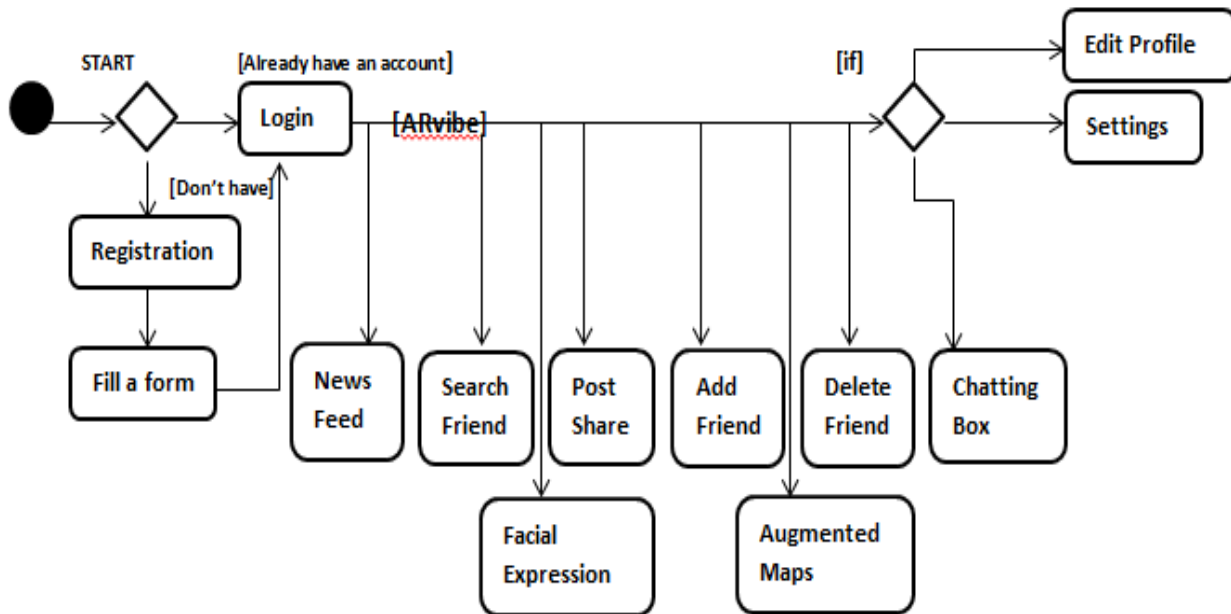 START
[Already have an account]
[if]
Edit Profile
Login
[ARvibe]
Settings
[Don't have]
Registration
Fill a form
News
Feed
Search
Friend
Post
Share
Add
Friend
Delete
Friend
Chatting
Box
Facial
Expression
Augmented
Maps